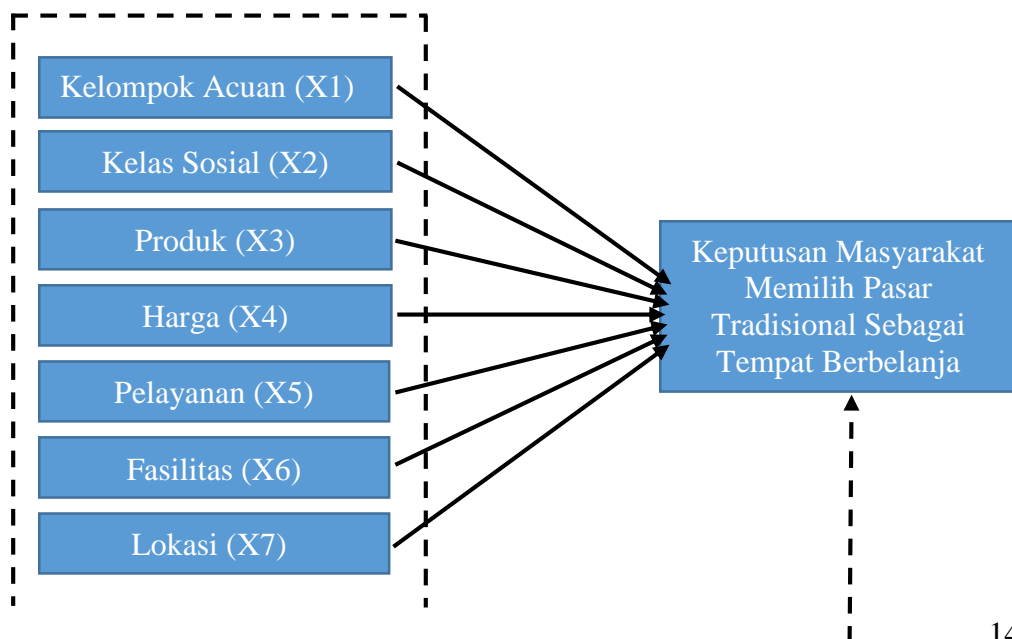 Kelompok Acuan (X1)
Kelas Sosial (X2)
Produk (X3)
Harga (X4)
Pelayanan (X5)
Fasilitas (X6)
Lokasi (X7)
Keputusan Masyarakat
Memilih Pasar
Tradisional Sebagai
Tempat Berbelanja
14